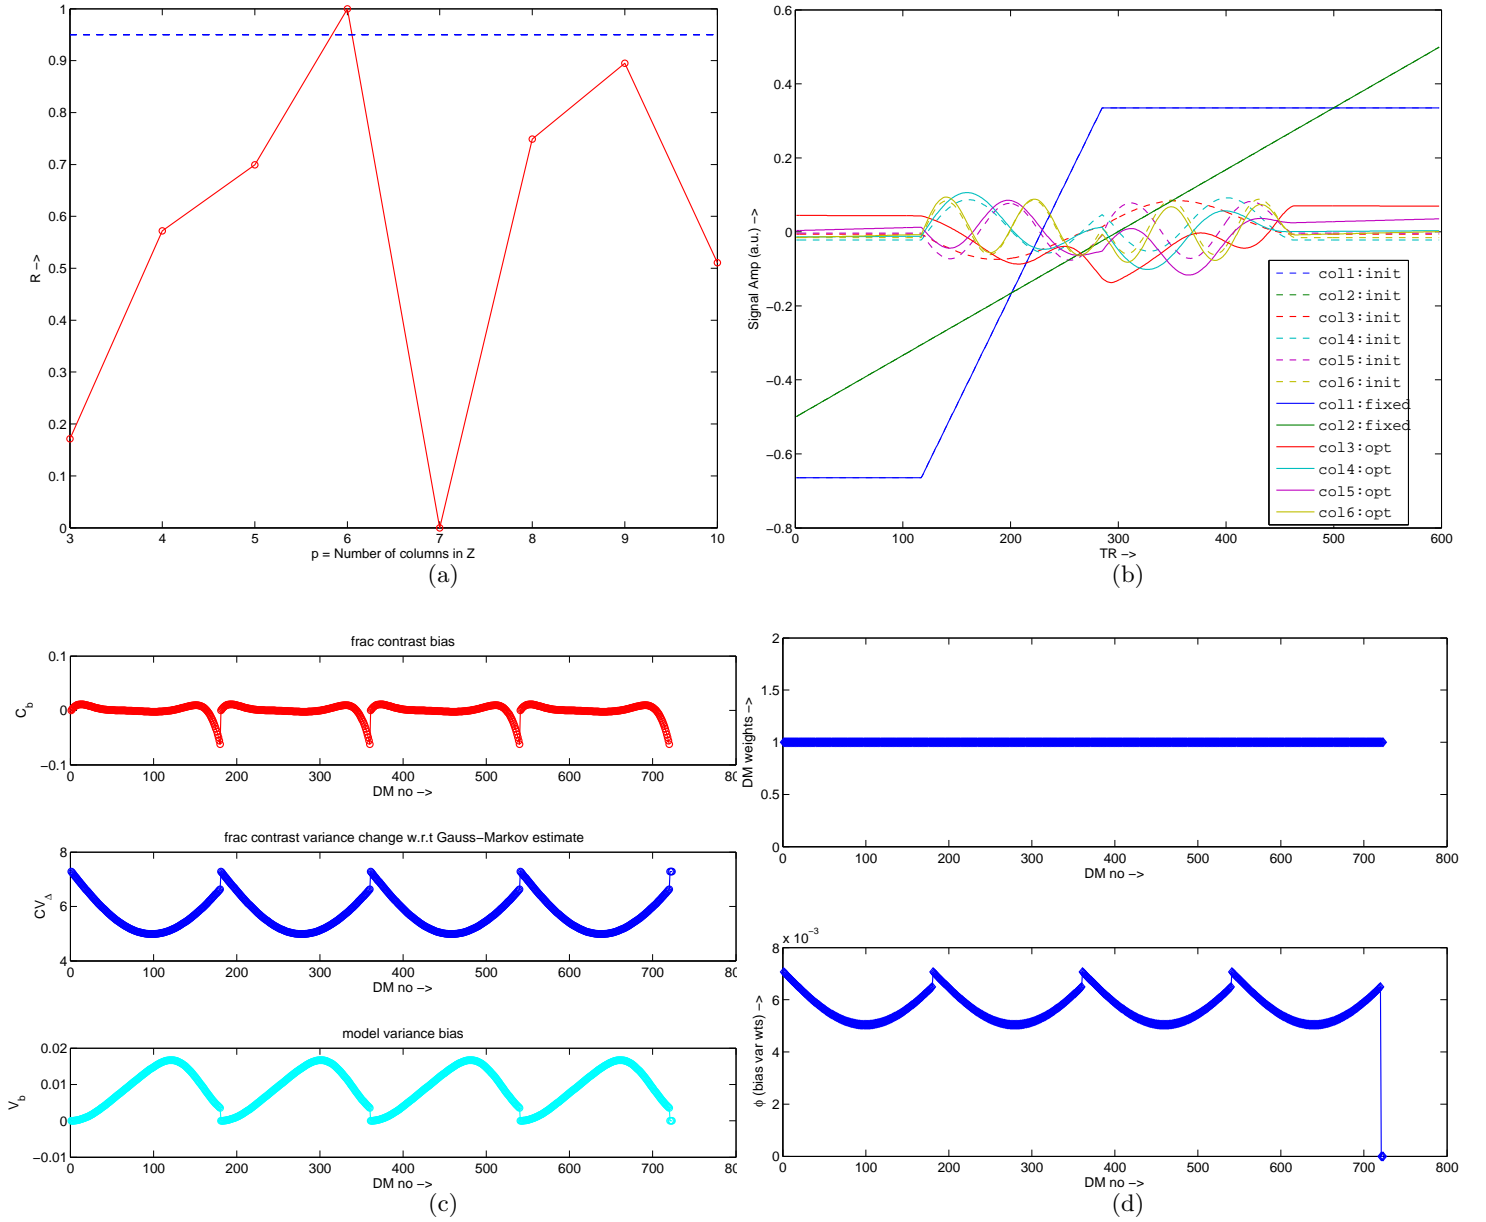 1
0.9
0.8
0.7
0.6
0.5
0.4
0.3
0.2
0.1
0
R −>
3
4
5
6
7
8
9
10
p = Number of columns in Z
(a)
0.6
0.4
0.2
0
−0.2
−0.4
−0.6
−0.8
Signal Amp (a.u.) −>
0
100
200
300
400
500
600
TR −>
col1:init
col2:init
col3:init
col4:init
col5:init
col6:init
col1:fixed
col2:fixed
col3:opt
col4:opt
col5:opt
col6:opt
(b)
frac contrast bias
0.1
0
−0.1
C_b
0 100 200 300 400 500 600 700 80
DM no −>
frac contrast variance change w.r.t Gauss−Markov estimate
8
6
4
CV_Δ
0 100 200 300 400 500 600 700 80
DM no −>
model variance bias
0.02
0.01
0
−0.01
V_b
0 100 200 300 400 500 600 700 80
DM no −>
(c)
2
1.5
1
0.5
0
DM weights −>
0 100 200 300 400 500 600 700 800
DM no −>
x 10⁻³
8
6
4
2
0
ϕ (bias var wts) −>
0 100 200 300 400 500 600 700 800
DM no −>
(d)